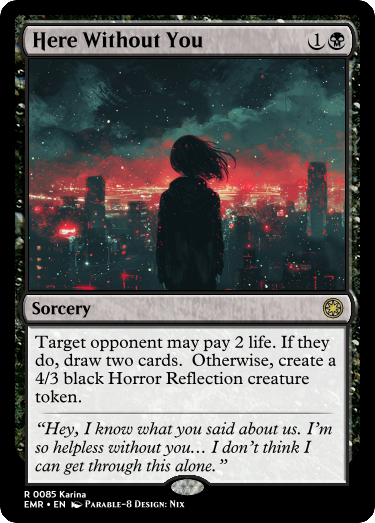 Here Without You 1
Sorcery
Target opponent may pay 2 life. If they
do, draw two cards. Otherwise, create a
4/3 black Horror Reflection creature
token.
“Hey, I know what you said about us. I'm
so helpless without you... I don't think I
can get through this alone.”
R 0085 Karina
EMR • EN Parable-8 Design: Nix